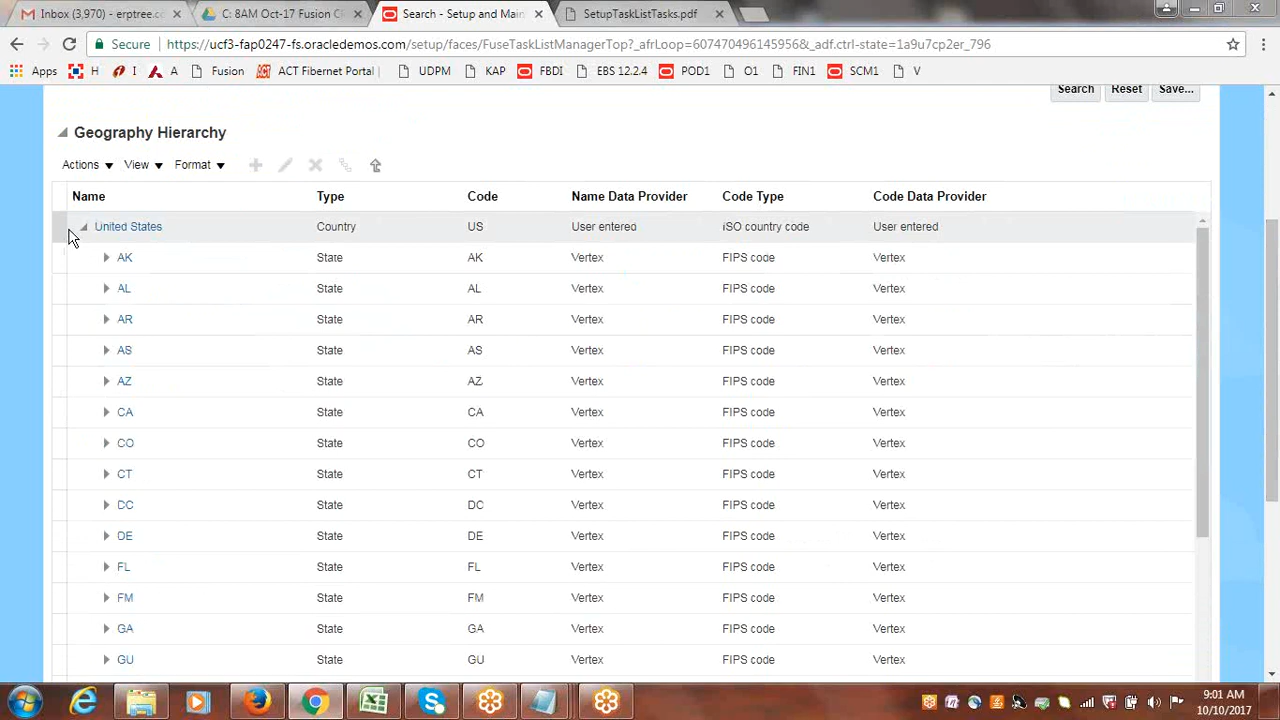 Inbox (3,970) - mptree.cc
C: 8AM Oct-17 Fusion CR
Search - Setup and Main
SetupTaskListTasks.pdf
Secure
https://ucf3-fap0247-fs.oracledemos.com/setup/faces/FuseTaskListManagerTop?_afrLoop=6074704961459566&_adf.ctrl-state=1a9u7cp2er_796
Apps H I A Fusion ACT Fibernet Portal | UDPM KAP FBDI EBS 12.2.4 POD1 O1 FIN1 SCM1 V
Search Reset Save...
Geography Hierarchy
Actions View Format
Name Type Code Name Data Provider Code Type Code Data Provider
United States Country US User entered ISO country code User entered
AK State AK Vertex FIPS code Vertex
AL State AL Vertex FIPS code Vertex
AR State AR Vertex FIPS code Vertex
AS State AS Vertex FIPS code Vertex
AZ State AZ Vertex FIPS code Vertex
CA State CA Vertex FIPS code Vertex
CO State CO Vertex FIPS code Vertex
CT State CT Vertex FIPS code Vertex
DC State DC Vertex FIPS code Vertex
DE State DE Vertex FIPS code Vertex
FL State FL Vertex FIPS code Vertex
FM State FM Vertex FIPS code Vertex
GA State GA Vertex FIPS code Vertex
GU State GU Vertex FIPS code Vertex
9:01 AM
10/10/2017